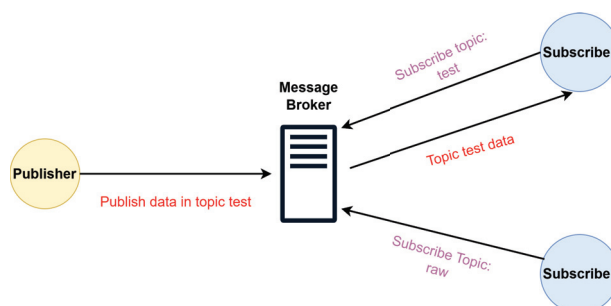 Subscribe
Subscribe topic:
test
Message
Broker
Topic test data
Publisher
Publish data in topic test
Subscribe Topic:
raw
Subscribe